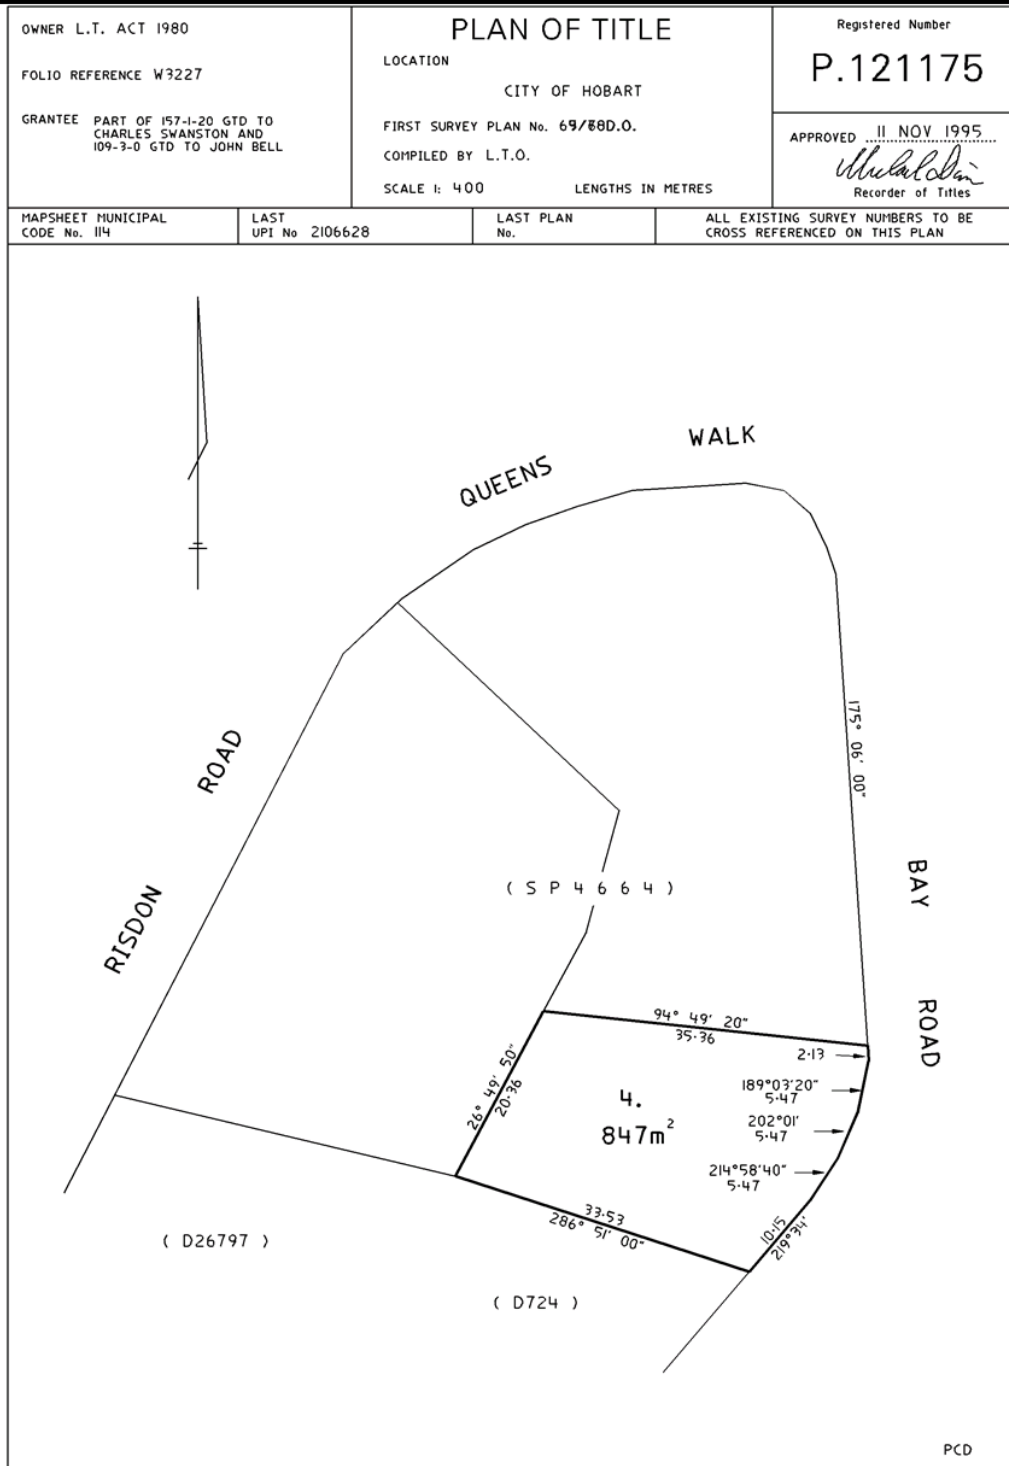 OWNER L.T. ACT 1980
FOLIO REFERENCE W3227
GRANTEE PART OF 157-1-20 GTD TO
CHARLES SWANSTON AND
109-3-0 GTD TO JOHN BELL
PLAN OF TITLE
LOCATION
CITY OF HOBART
FIRST SURVEY PLAN No.
COMPILED BY L.T.O.
SCALE 1: 400 LENGTHS IN METRES
Registered Number
P.121175
APPROVED 11 NOV 1995
Recorder of Titles
MAPSHEET MUNICIPAL
CODE No. 114
LAST
UPI No 2106628
LAST PLAN
No.
ALL EXISTING SURVEY NUMBERS TO BE
CROSS REFERENCED ON THIS PLAN
QUEENS WALK
RISDON ROAD
175° 06' 00"
BAY ROAD
(SP4664)
94° 49' 20"
35·36
2·13
189°03'20"
5·47
202°01'
5·47
214°58'40"
5·47
10·15
219°34'
26° 49' 50"
20·36
4.
847m²
33·53
286° 51' 00"
( D26797 )
( D724 )
PCD